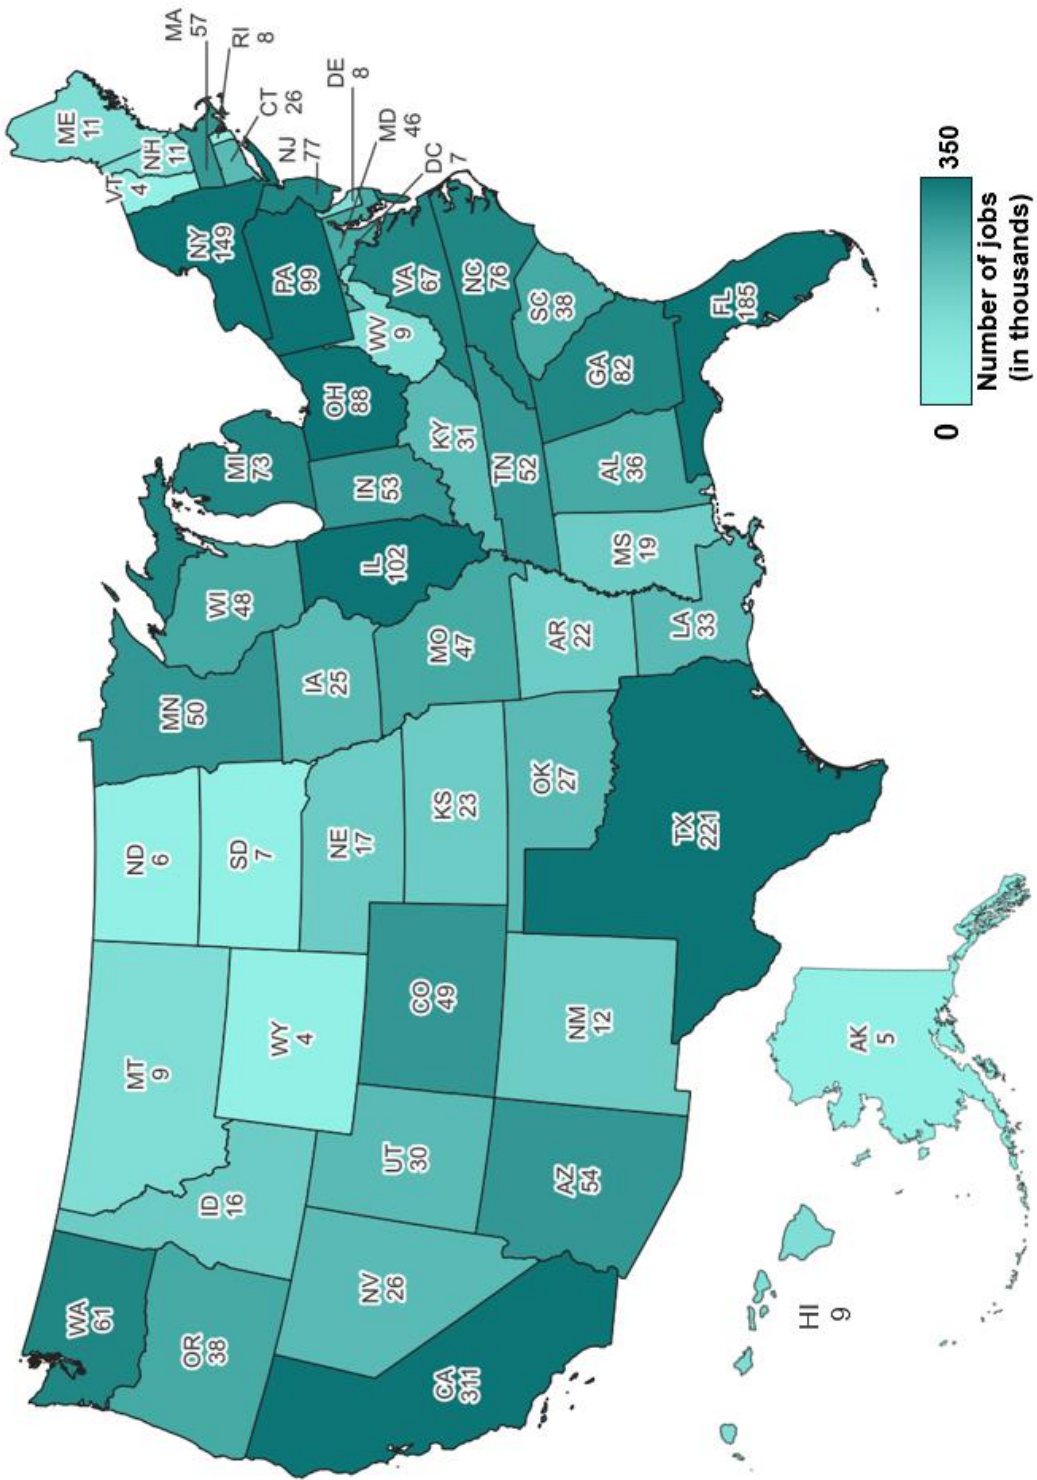 WA
61
OR
38
CA
311
NV
26
ID
16
MT
9
WY
4
UT
30
AZ
54
CO
49
NM
12
ND
6
SD
7
NE
17
KS
23
OK
27
TX
221
MN
50
IA
25
MO
47
AR
22
LA
33
WI
48
IL
102
MS
19
MI
73
IN
53
KY
31
TN
52
AL
36
OH
88
GA
82
FL
185
SC
38
NC
76
VA
67
WV
9
PA
99
NY
149
VT
4
NH
11
ME
11
MA
57
RI
8
CT
26
NJ
77
DE
8
MD
46
DC
7
AK
5
HI
9
0
350
Number of jobs
(in thousands)